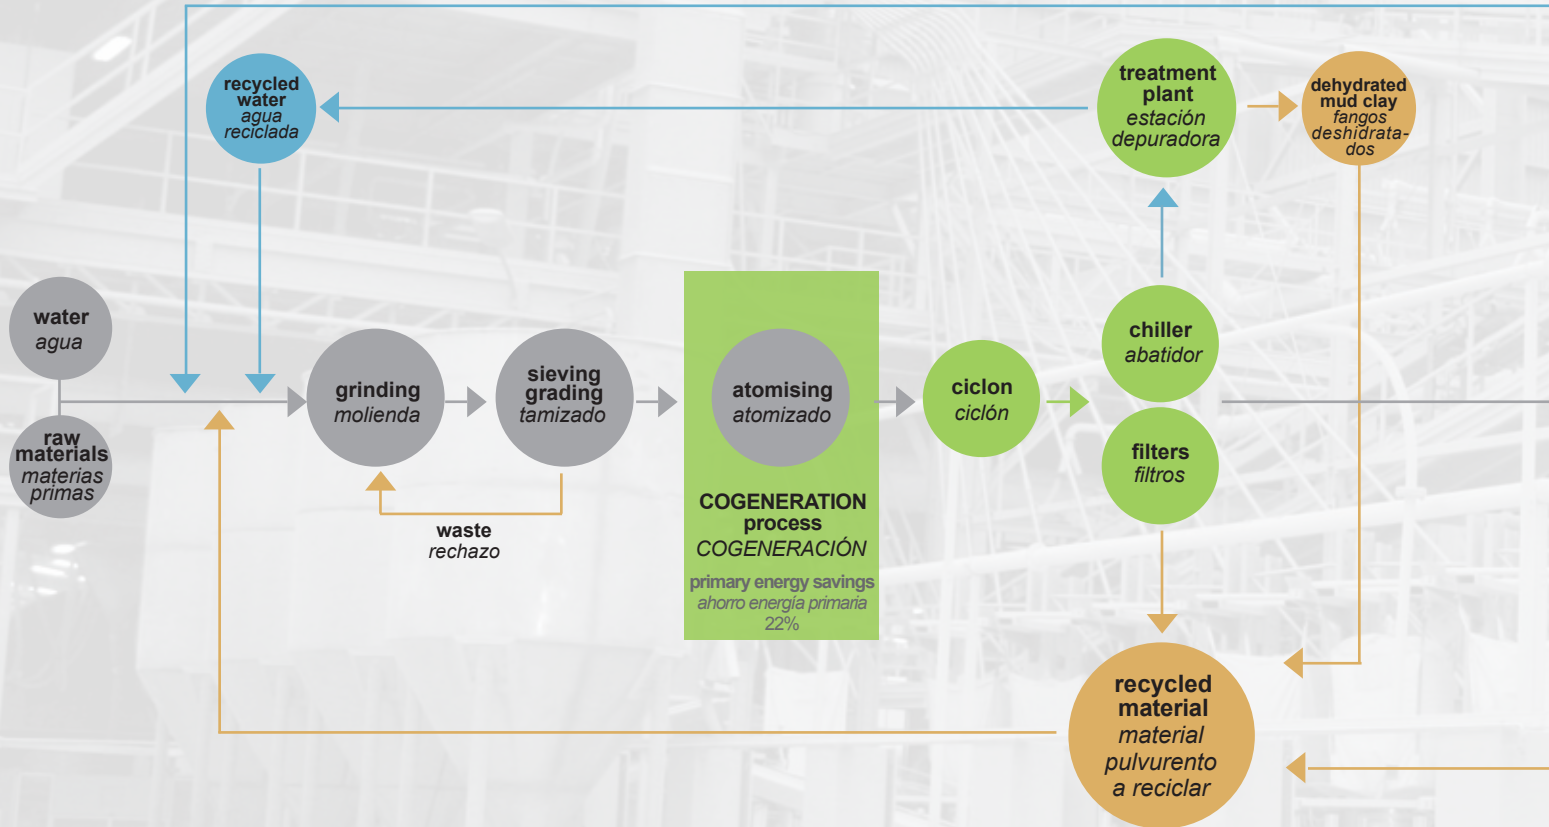 recycled
water
agua
reciclada
treatment
plant
estación
depuradora
dehydrated
mud clay
fangos
deshidrata-
dos
water
agua
raw
materials
materias
primas
grinding
molienda
sieving
grading
tamizado
waste
rechazo
atomising
atomizado
COGENERATION
process
COGENERACIÓN
primary energy savings
ahorro energía primaria
22%
ciclon
ciclón
chiller
abatidor
filters
filtros
recycled
material
material
pulvurento
a reciclar